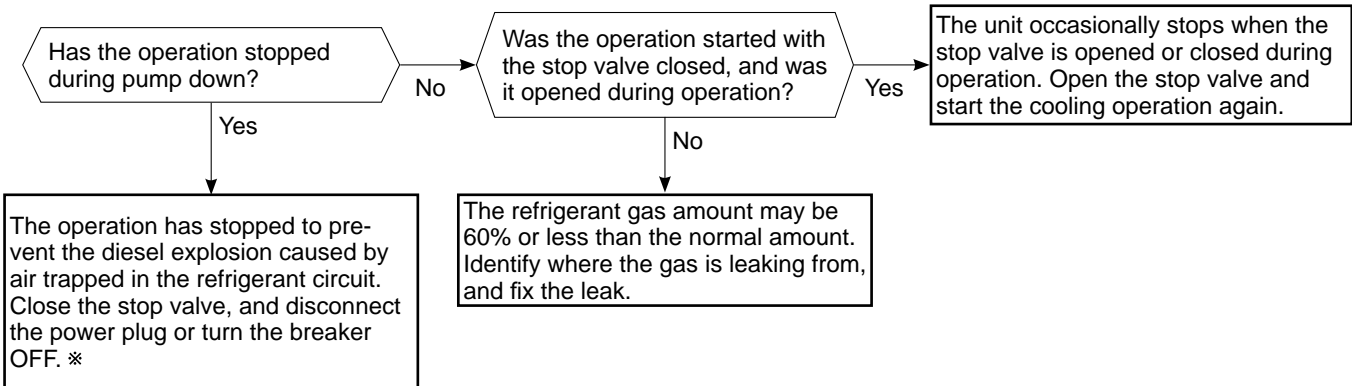 Has the operation stopped
during pump down?
No
Yes
Was the operation started with
the stop valve closed, and was
it opened during operation?
Yes
No
The unit occasionally stops when the
stop valve is opened or closed during
operation. Open the stop valve and
start the cooling operation again.
The operation has stopped to pre-
vent the diesel explosion caused by
air trapped in the refrigerant circuit.
Close the stop valve, and disconnect
the power plug or turn the breaker
OFF. ※
The refrigerant gas amount may be
60% or less than the normal amount.
Identify where the gas is leaking from,
and fix the leak.